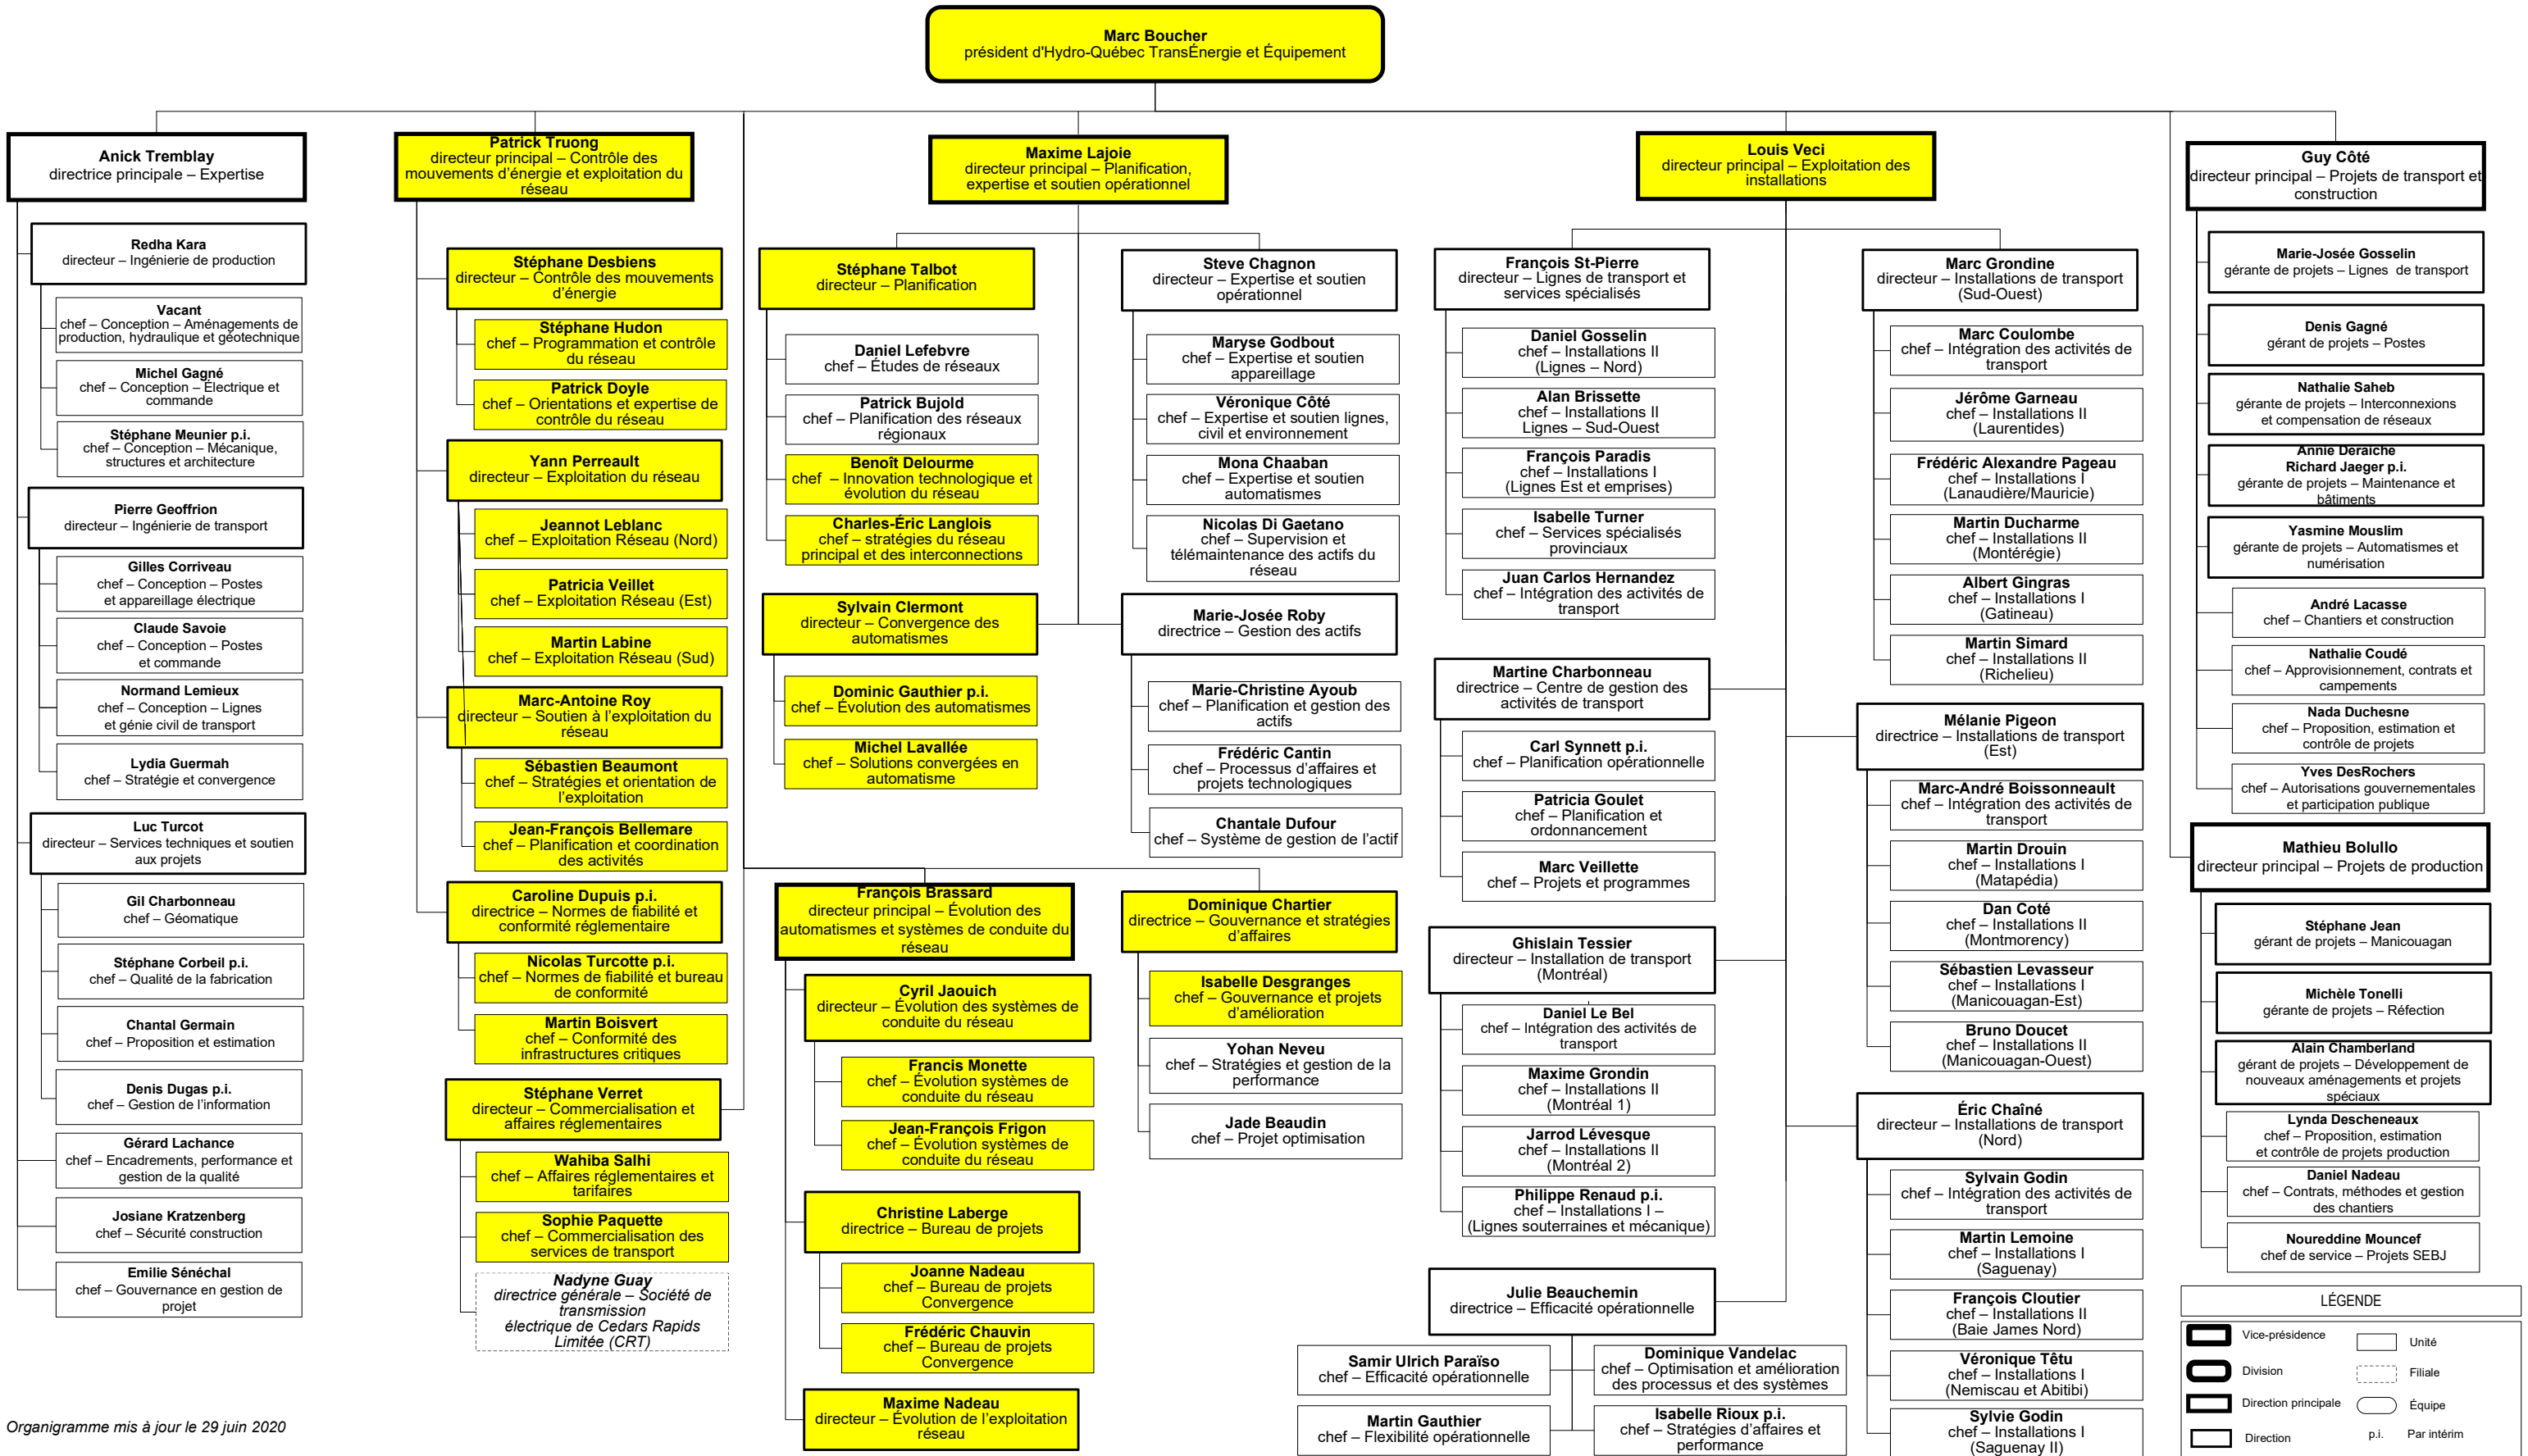 Marc Boucher
président d'Hydro-Québec TransÉnergie et Équipement
Anick Tremblay
directrice principale – Expertise
Redha Kara
directeur – Ingénierie de production
Vacant
chef – Conception – Aménagements de
production, hydraulique et géotechnique
Michel Gagné
chef – Conception – Électrique et
commande
Stéphane Meunier p.i.
chef – Conception – Mécanique,
structures et architecture
Pierre Geoffrion
directeur – Ingénierie de transport
Gilles Corriveau
chef – Conception – Postes
et appareillage électrique
Claude Savoie
chef – Conception – Postes
et commande
Normand Lemieux
chef – Conception – Lignes
et génie civil de transport
Lydia Guermah
chef – Stratégie et convergence
Luc Turcot
directeur – Services techniques et soutien
aux projets
Gil Charbonneau
chef – Géomatique
Stéphane Corbeil p.i.
chef – Qualité de la fabrication
Chantal Germain
chef – Proposition et estimation
Denis Dugas p.i.
chef – Gestion de l'information
Gérard Lachance
chef – Encadrements, performance et
gestion de la qualité
Josiane Kratzenberg
chef – Sécurité construction
Emilie Sénéchal
chef – Gouvernance en gestion de
projet
Patrick Truong
directeur principal – Contrôle des
mouvements d'énergie et exploitation du
réseau
Stéphane Desbiens
directeur – Contrôle des mouvements
d'énergie
Stéphane Hudon
chef – Programmation et contrôle
du réseau
Patrick Doyle
chef – Orientations et expertise de
contrôle du réseau
Yann Perreault
directeur – Exploitation du réseau
Jeannot Leblanc
chef – Exploitation Réseau (Nord)
Patricia Veillet
chef – Exploitation Réseau (Est)
Martin Labine
chef – Exploitation Réseau (Sud)
Marc-Antoine Roy
directeur – Soutien à l'exploitation du
réseau
Sébastien Beaumont
chef – Stratégies et orientation de
l'exploitation
Jean-François Bellemare
chef – Planification et coordination
des activités
Caroline Dupuis p.i.
directrice – Normes de fiabilité et
conformité réglementaire
Nicolas Turcotte p.i.
chef – Normes de fiabilité et bureau
de conformité
Martin Boisvert
chef – Conformité des
infrastructures critiques
Stéphane Verret
directeur – Commercialisation et
affaires réglementaires
Wahiba Salhi
chef – Affaires réglementaires et
tarifaires
Sophie Paquette
chef – Commercialisation des
services de transport
Nadyne Guay
directrice générale – Société de
transmission
électrique de Cedars Rapids
Limitée (CRT)
Maxime Lajoie
directeur principal – Planification,
expertise et soutien opérationnel
Stéphane Talbot
directeur – Planification
Daniel Lefebvre
chef – Études de réseaux
Patrick Bujold
chef – Planification des réseaux
régionaux
Benoît Delourme
chef – Innovation technologique et
évolution du réseau
Charles-Éric Langlois
chef – stratégies du réseau
principal et des interconnections
Sylvain Clermont
directeur – Convergence des
automatismes
Dominic Gauthier p.i.
chef – Évolution des automatismes
Michel Lavallée
chef – Solutions convergées en
automatisme
Steve Chagnon
directeur – Expertise et soutien
opérationnel
Maryse Godbout
chef – Expertise et soutien
appareillage
Véronique Côté
chef – Expertise et soutien lignes,
civil et environnement
Mona Chaaban
chef – Expertise et soutien
automatismes
Nicolas Di Gaetano
chef – Supervision et
télémaintenance des actifs du
réseau
Marie-Josée Roby
directrice – Gestion des actifs
Marie-Christine Ayoub
chef – Planification et gestion des
actifs
Frédéric Cantin
chef – Processus d'affaires et
projets technologiques
Chantale Dufour
chef – Système de gestion de l'actif
François Brassard
directeur principal – Évolution des
automatismes et systèmes de conduite du
réseau
Cyril Jaouich
directeur – Évolution des systèmes de
conduite du réseau
Francis Monette
chef – Évolution systèmes de
conduite du réseau
Jean-François Frigon
chef – Évolution systèmes de
conduite du réseau
Christine Laberge
directrice – Bureau de projets
Joanne Nadeau
chef – Bureau de projets
Convergence
Frédéric Chauvin
chef – Bureau de projets
Convergence
Maxime Nadeau
directeur – Évolution de l'exploitation
réseau
Dominique Chartier
directrice – Gouvernance et stratégies
d'affaires
Isabelle Desgranges
chef – Gouvernance et projets
d'amélioration
Yohan Neveu
chef – Stratégies et gestion de la
performance
Jade Beaudin
chef – Projet optimisation
Louis Veci
directeur principal – Exploitation des
installations
François St-Pierre
directeur – Lignes de transport et
services spécialisés
Daniel Gosselin
chef – Installations II
(Lignes – Nord)
Alan Brissette
chef – Installations II
Lignes – Sud-Ouest
François Paradis
chef – Installations I
(Lignes Est et emprises)
Isabelle Turner
chef – Services spécialisés
provinciaux
Juan Carlos Hernandez
chef – Intégration des activités de
transport
Martine Charbonneau
directrice – Centre de gestion des
activités de transport
Carl Synnett p.i.
chef – Planification opérationnelle
Patricia Goulet
chef – Planification et
ordonnancement
Marc Veillette
chef – Projets et programmes
Ghislain Tessier
directeur – Installation de transport
(Montréal)
Daniel Le Bel
chef – Intégration des activités de
transport
Maxime Grondin
chef – Installations II
(Montréal 1)
Jarrod Lévesque
chef – Installations II
(Montréal 2)
Philippe Renaud p.i.
chef – Installations I –
(Lignes souterraines et mécanique)
Julie Beauchemin
directrice – Efficacité opérationnelle
Samir Ulrich Paraïso
chef – Efficacité opérationnelle
Dominique Vandelac
chef – Optimisation et amélioration
des processus et des systèmes
Martin Gauthier
chef – Flexibilité opérationnelle
Isabelle Rioux p.i.
chef – Stratégies d'affaires et
performance
Marc Grondine
directeur – Installations de transport
(Sud-Ouest)
Marc Coulombe
chef – Intégration des activités de
transport
Jérôme Garneau
chef – Installations II
(Laurentides)
Frédéric Alexandre Pageau
chef – Installations I
(Lanaudière/Mauricie)
Martin Ducharme
chef – Installations II
(Montérégie)
Albert Gingras
chef – Installations I
(Gatineau)
Martin Simard
chef – Installations II
(Richelieu)
Mélanie Pigeon
directrice – Installations de transport
(Est)
Marc-André Boissonneault
chef – Intégration des activités de
transport
Martin Drouin
chef – Installations I
(Matapédia)
Dan Coté
chef – Installations II
(Montmorency)
Sébastien Levasseur
chef – Installations I
(Manicouagan-Est)
Bruno Doucet
chef – Installations II
(Manicouagan-Ouest)
Éric Chaîné
directeur – Installations de transport
(Nord)
Sylvain Godin
chef – Intégration des activités de
transport
Martin Lemoine
chef – Installations I
(Saguenay)
François Cloutier
chef – Installations II
(Baie James Nord)
Véronique Têtu
chef – Installations I
(Nemiscau et Abitibi)
Sylvie Godin
chef – Installations I
(Saguenay II)
Guy Côté
directeur principal – Projets de transport et
construction
Marie-Josée Gosselin
gérante de projets – Lignes de transport
Denis Gagné
gérant de projets – Postes
Nathalie Saheb
gérante de projets – Interconnexions
et compensation de réseaux
Annie Deraiche
Richard Jaeger p.i.
gérante de projets – Maintenance et
bâtiments
Yasmine Mouslim
gérante de projets – Automatismes et
numérisation
André Lacasse
chef – Chantiers et construction
Nathalie Coudé
chef – Approvisionnement, contrats et
campements
Nada Duchesne
chef – Proposition, estimation et
contrôle de projets
Yves DesRochers
chef – Autorisations gouvernementales
et participation publique
Mathieu Bolullo
directeur principal – Projets de production
Stéphane Jean
gérant de projets – Manicouagan
Michèle Tonelli
gérante de projets – Réfection
Alain Chamberland
gérant de projets – Développement de
nouveaux aménagements et projets
spéciaux
Lynda Descheneaux
chef – Proposition, estimation
et contrôle de projets production
Daniel Nadeau
chef – Contrats, méthodes et gestion
des chantiers
Noureddine Mouncef
chef de service – Projets SEBJ
LÉGENDE
Vice-présidence
Unité
Division
Filiale
Direction principale
Équipe
Direction
p.i. Par intérim
Organigramme mis à jour le 29 juin 2020